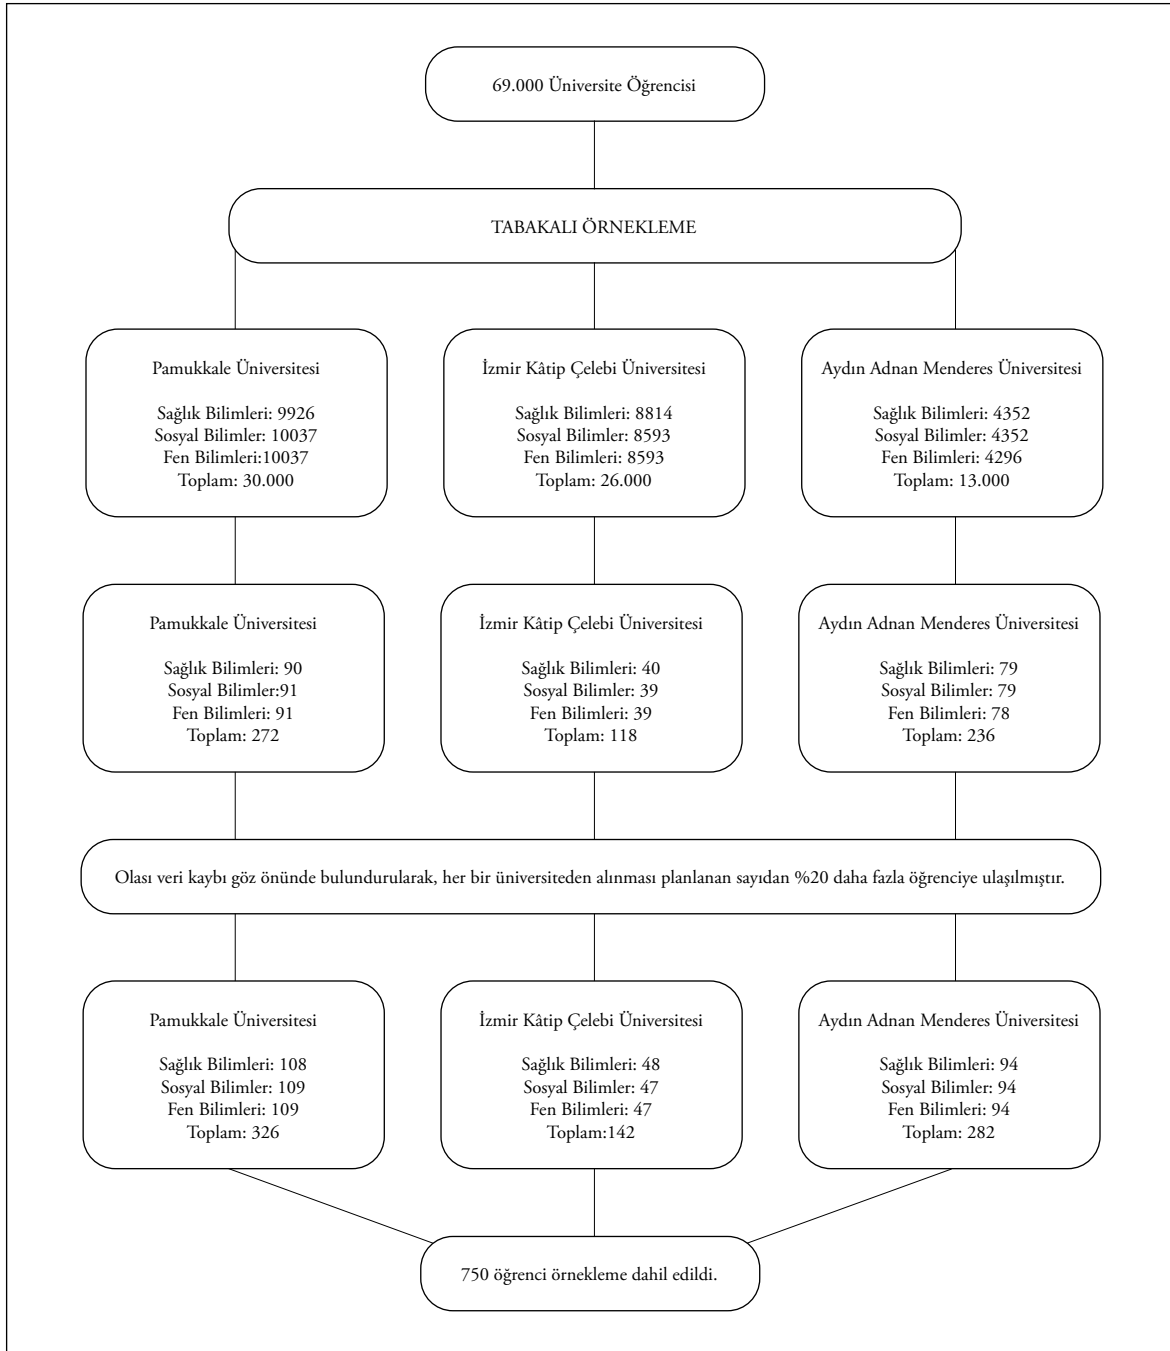 69.000 Üniversite Öğrencisi
TABAKALI ÖRNEKLEME
Pamukkale Üniversitesi
Sağlık Bilimleri: 9926
Sosyal Bilimler: 10037
Fen Bilimleri:10037
Toplam: 30.000
İzmir Kâtip Çelebi Üniversitesi
Sağlık Bilimleri: 8814
Sosyal Bilimler: 8593
Fen Bilimleri: 8593
Toplam: 26.000
Aydın Adnan Menderes Üniversitesi
Sağlık Bilimleri: 4352
Sosyal Bilimler: 4352
Fen Bilimleri: 4296
Toplam: 13.000
Pamukkale Üniversitesi
Sağlık Bilimleri: 90
Sosyal Bilimler:91
Fen Bilimleri: 91
Toplam: 272
İzmir Kâtip Çelebi Üniversitesi
Sağlık Bilimleri: 40
Sosyal Bilimler: 39
Fen Bilimleri: 39
Toplam: 118
Aydın Adnan Menderes Üniversitesi
Sağlık Bilimleri: 79
Sosyal Bilimler: 79
Fen Bilimleri: 78
Toplam: 236
Olası veri kaybı göz önünde bulundurularak, her bir üniversiteden alınması planlanan sayıdan %20 daha fazla öğrenciye ulaşılmıştır.
Pamukkale Üniversitesi
Sağlık Bilimleri: 108
Sosyal Bilimler: 109
Fen Bilimleri: 109
Toplam: 326
İzmir Kâtip Çelebi Üniversitesi
Sağlık Bilimleri: 48
Sosyal Bilimler: 47
Fen Bilimleri: 47
Toplam:142
Aydın Adnan Menderes Üniversitesi
Sağlık Bilimleri: 94
Sosyal Bilimler: 94
Fen Bilimleri: 94
Toplam: 282
750 öğrenci örnekleme dahil edildi.